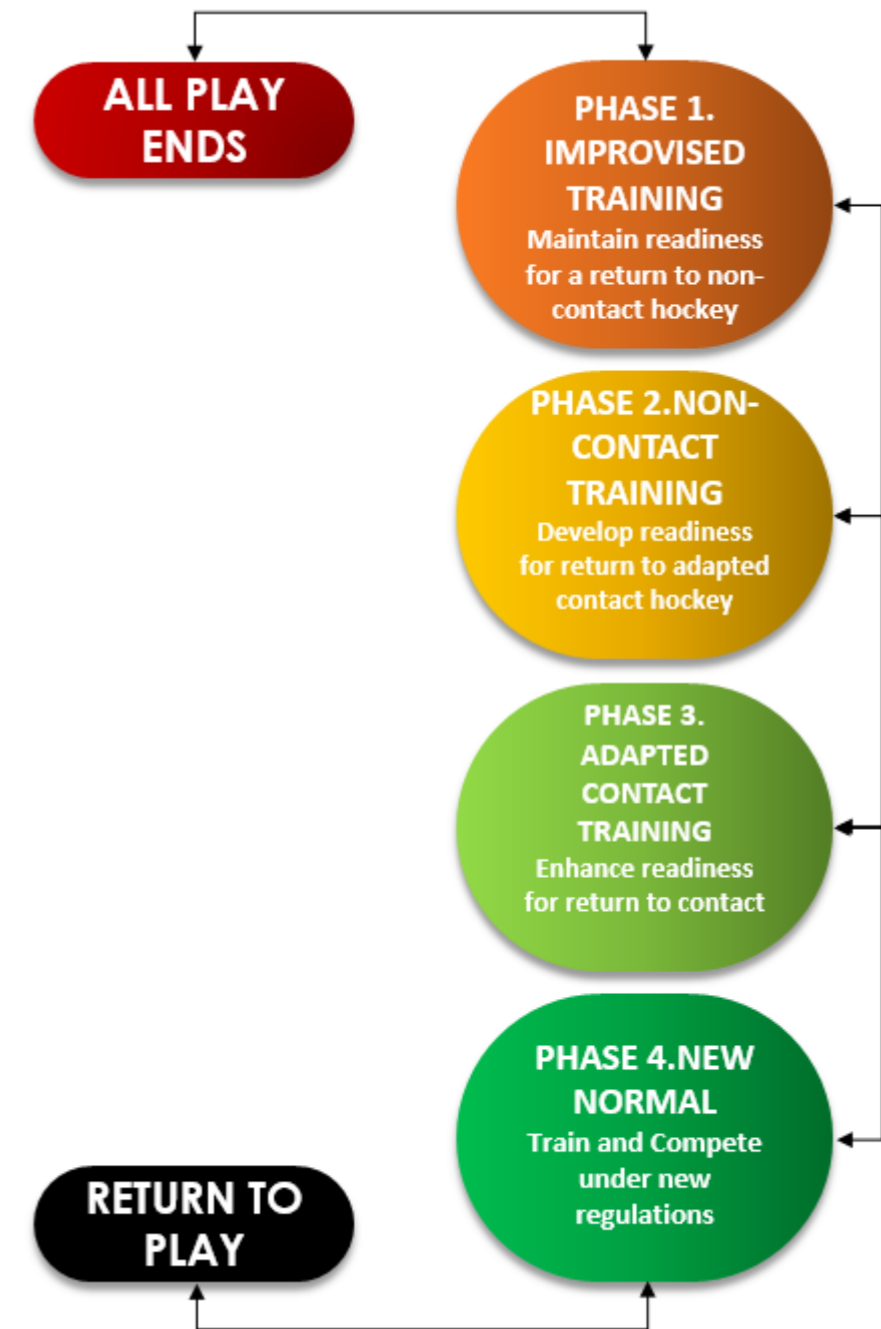 ALL PLAY
ENDS
PHASE 1.
IMPROVISED
TRAINING
Maintain readiness
for a return to non-
contact hockey
PHASE 2.NON-
CONTACT
TRAINING
Develop readiness
for return to adapted
contact hockey
PHASE 3.
ADAPTED
CONTACT
TRAINING
Enhance readiness
for return to contact
PHASE 4.NEW
NORMAL
Train and Compete
under new
regulations
RETURN TO
PLAY